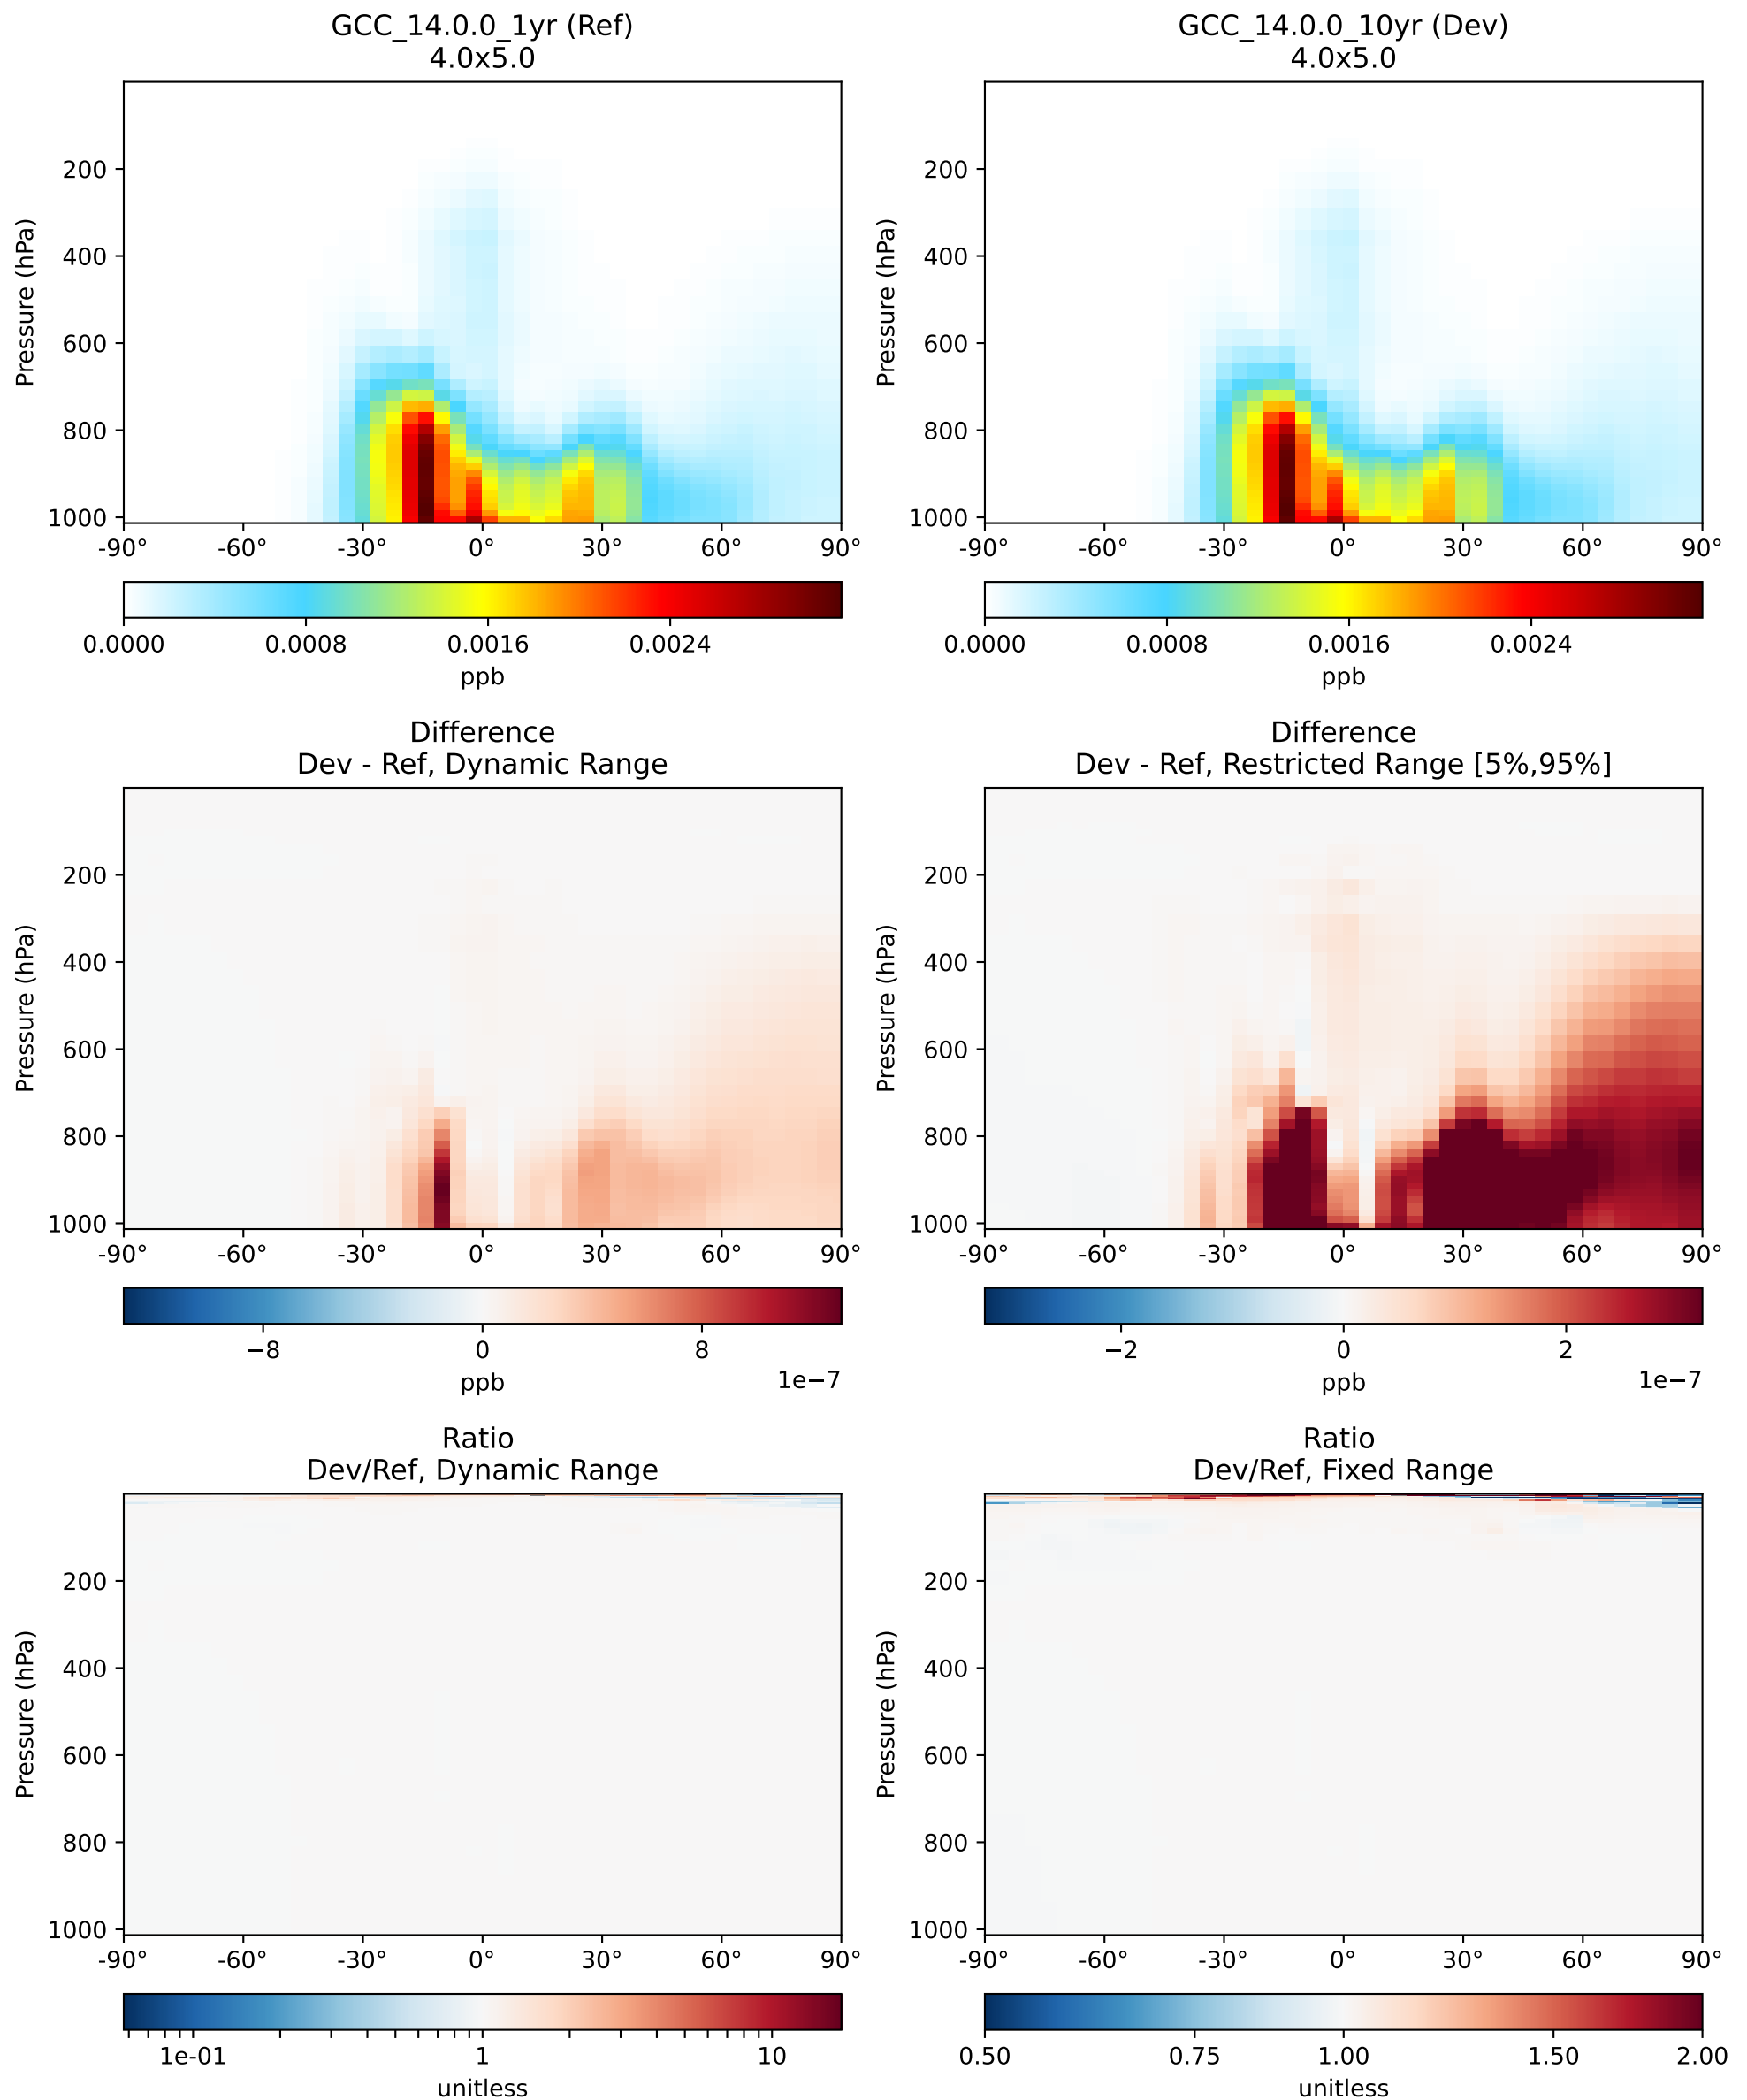 GCC_14.0.0_1yr (Ref)
4.0x5.0
Pressure (hPa)
200
400
600
800
1000
-90° -60° -30° 0° 30° 60° 90°
0.0000 0.0008 0.0016 0.0024
ppb
GCC_14.0.0_10yr (Dev)
4.0x5.0
Pressure (hPa)
200
400
600
800
1000
-90° -60° -30° 0° 30° 60° 90°
0.0000 0.0008 0.0016 0.0024
ppb
Difference
Dev - Ref, Dynamic Range
Pressure (hPa)
200
400
600
800
1000
-90° -60° -30° 0° 30° 60° 90°
−8 0 8
ppb 1e−7
Difference
Dev - Ref, Restricted Range [5%,95%]
Pressure (hPa)
200
400
600
800
1000
-90° -60° -30° 0° 30° 60° 90°
−2 0 2
ppb 1e−7
Ratio
Dev/Ref, Dynamic Range
Pressure (hPa)
200
400
600
800
1000
-90° -60° -30° 0° 30° 60° 90°
1e-01 1 10
unitless
Ratio
Dev/Ref, Fixed Range
Pressure (hPa)
200
400
600
800
1000
-90° -60° -30° 0° 30° 60° 90°
0.50 0.75 1.00 1.50 2.00
unitless